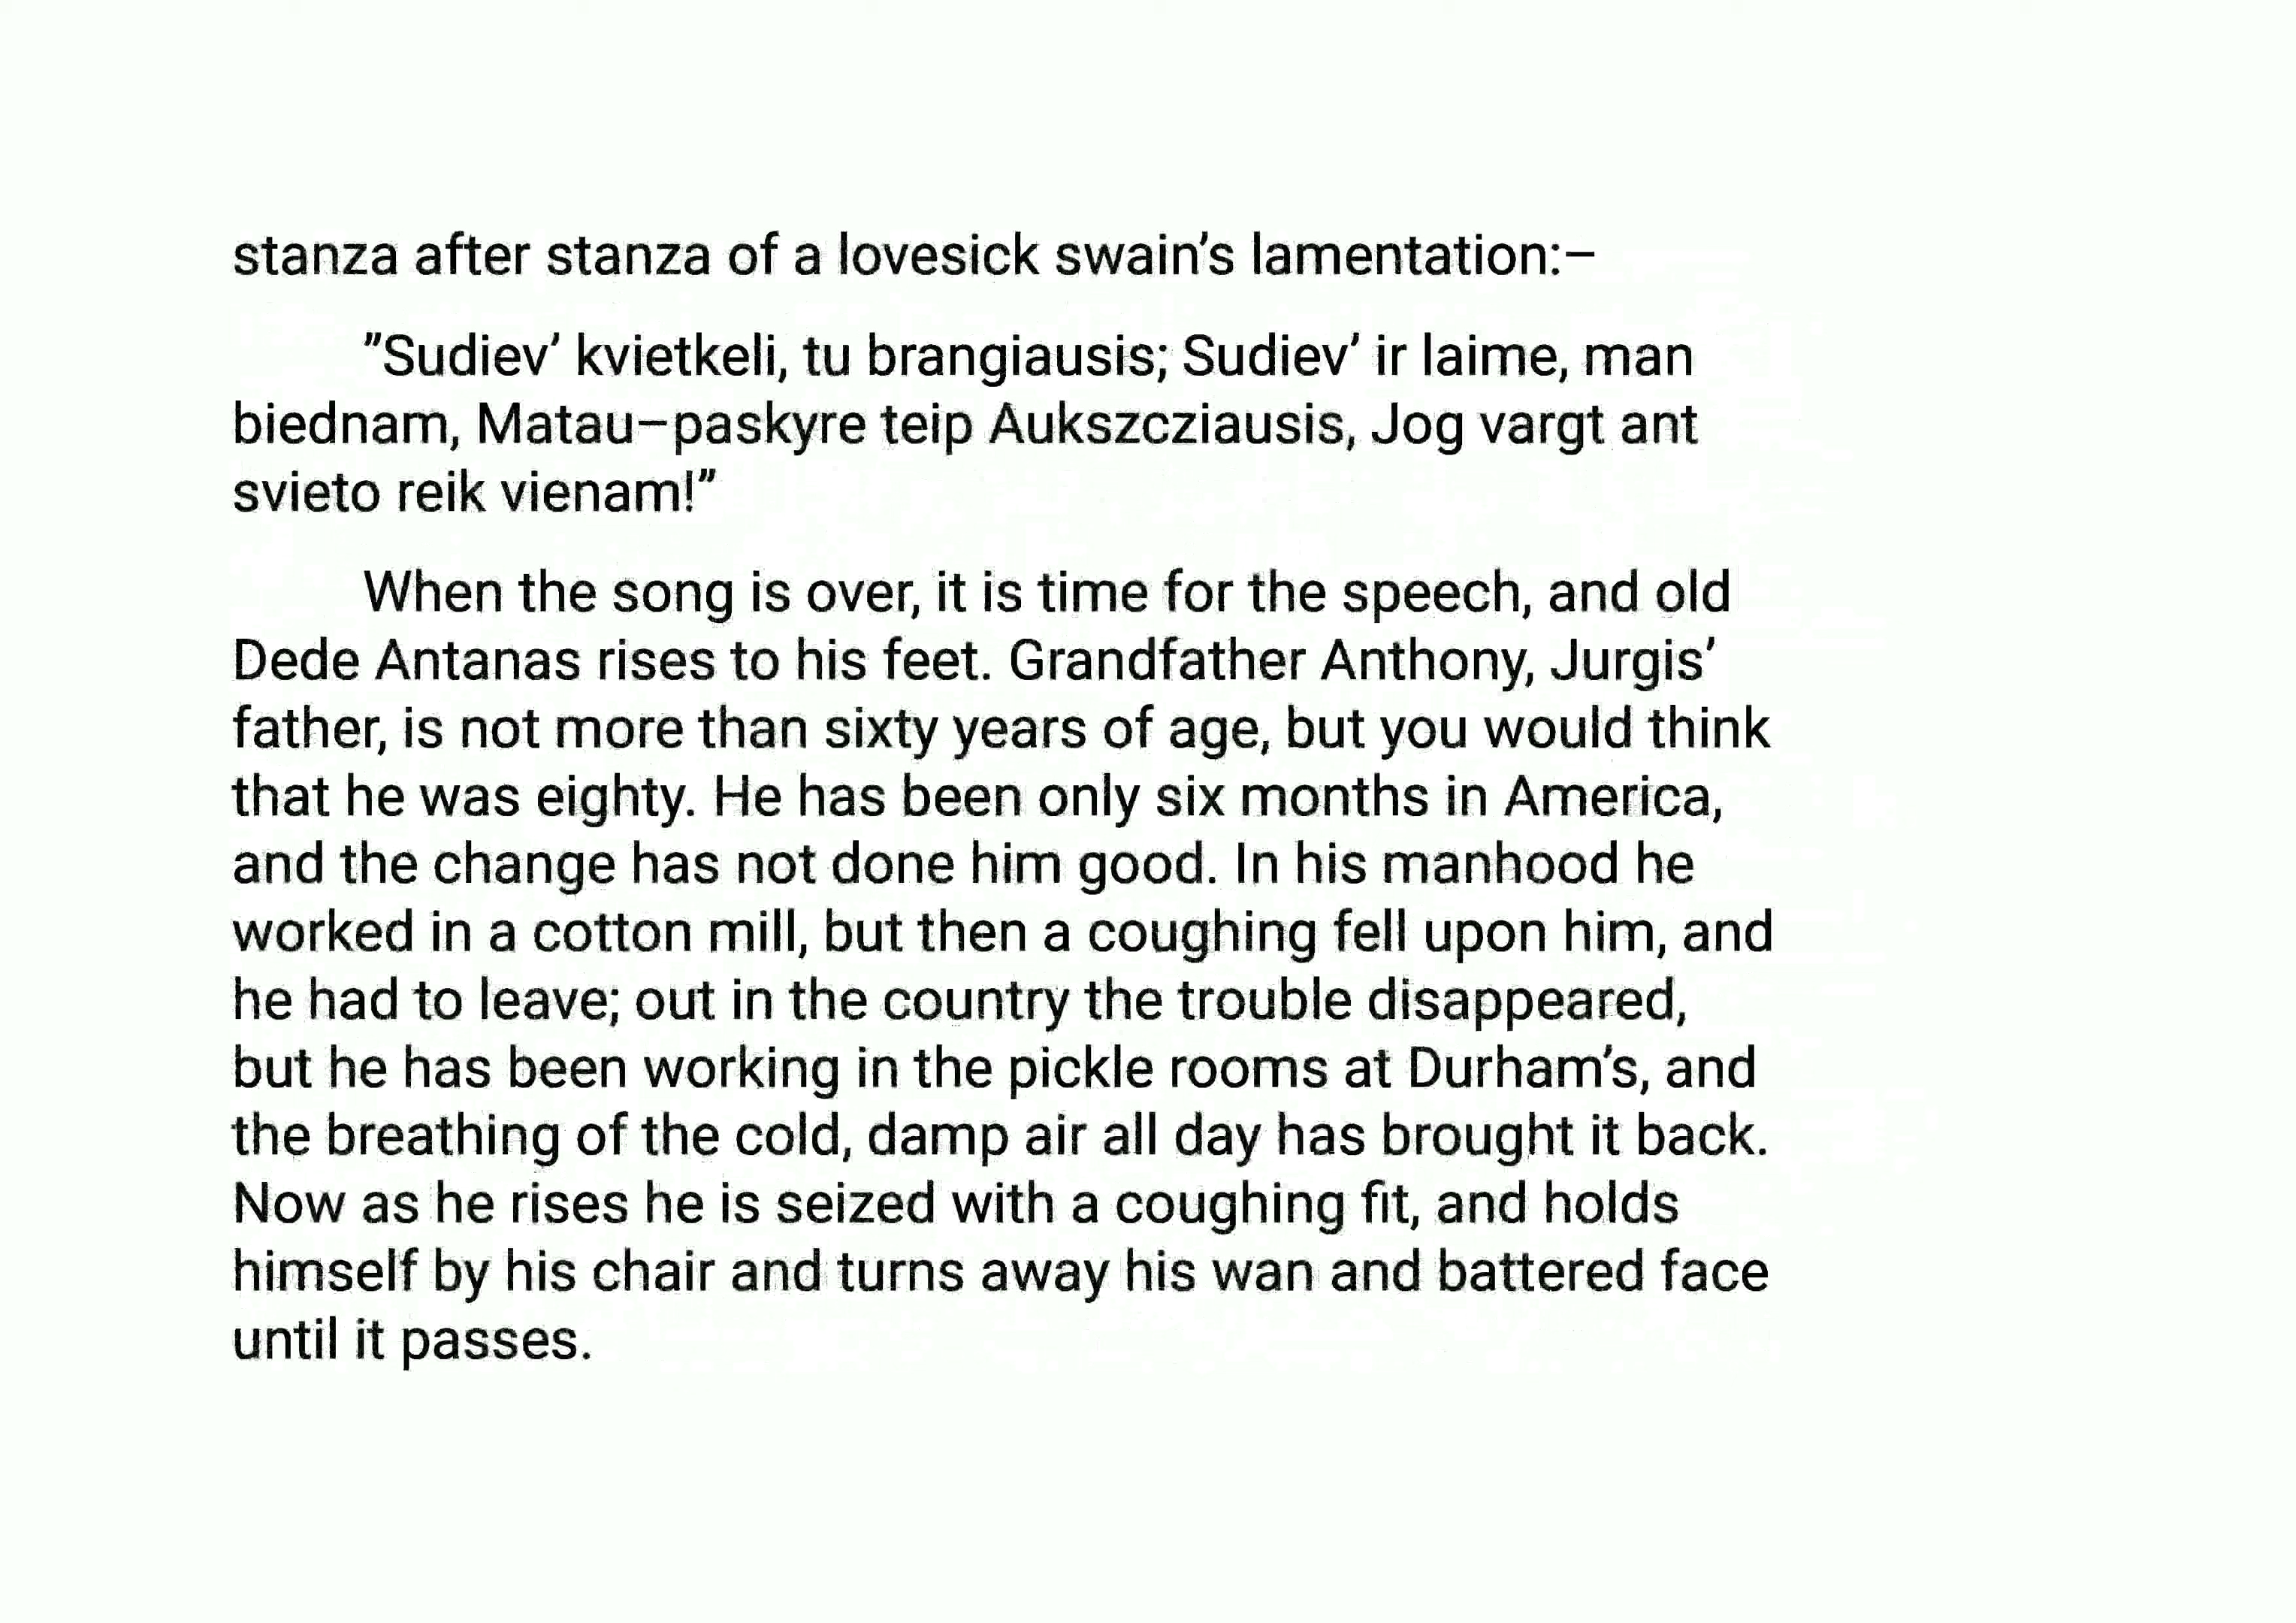 stanza after stanza of a lovesick swain’s lamentation:–
”Sudiev’ kvietkeli, tu brangiausis; Sudiev’ ir laime, man
biednam, Matau–paskyre teip Aukszcziausis, Jog vargt ant
svieto reik vienam!”
When the song is over, it is time for the speech, and old
Dede Antanas rises to his feet. Grandfather Anthony, Jurgis’
father, is not more than sixty years of age, but you would think
that he was eighty. He has been only six months in America,
and the change has not done him good. In his manhood he
worked in a cotton mill, but then a coughing fell upon him, and
he had to leave; out in the country the trouble disappeared,
but he has been working in the pickle rooms at Durham’s, and
the breathing of the cold, damp air all day has brought it back.
Now as he rises he is seized with a coughing fit, and holds
himself by his chair and turns away his wan and battered face
until it passes.